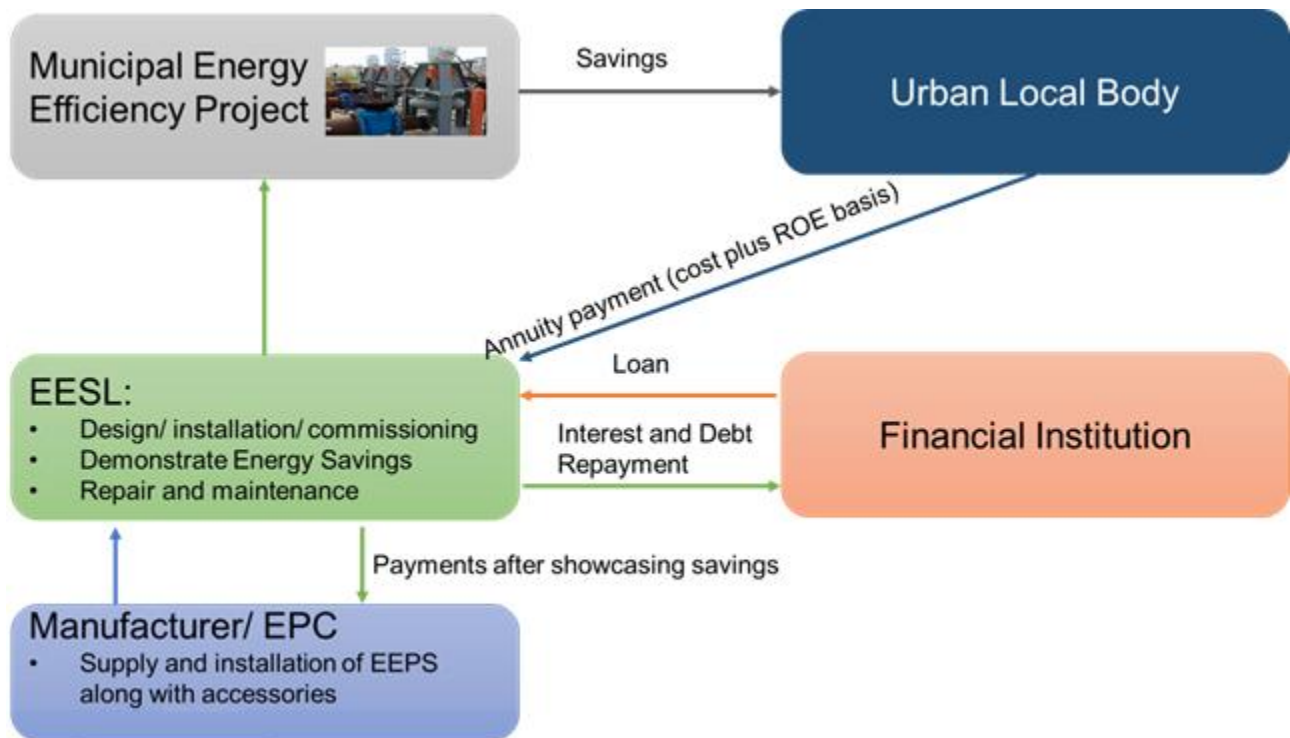 Municipal Energy
Efficiency Project
Savings
Urban Local Body
Annuity payment (cost plus ROE basis)
Loan
EESL:
• Design/ installation/ commissioning
• Demonstrate Energy Savings
• Repair and maintenance
Interest and Debt
Repayment
Financial Institution
Payments after showcasing savings
Manufacturer/ EPC
• Supply and installation of EEPS
along with accessories